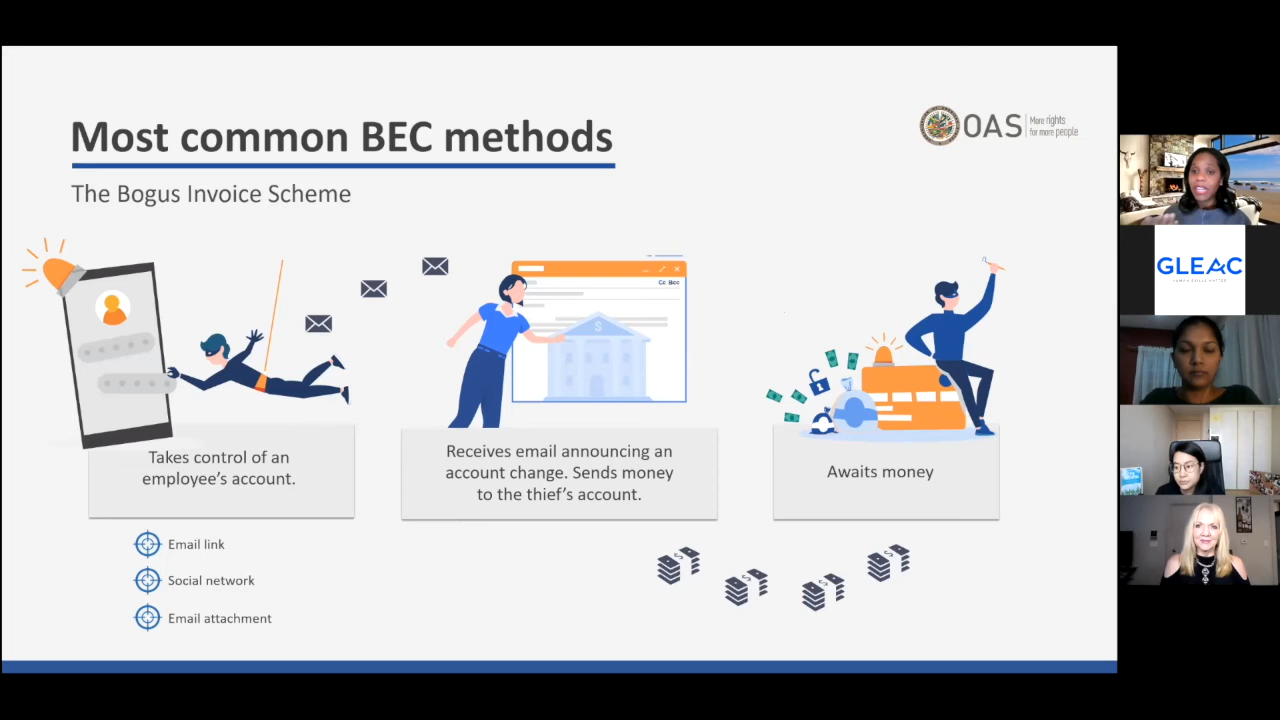 Most common BEC methods
The Bogus Invoice Scheme
OAS
More rights
for more people
Cc Bcc
$
Takes control of an
employee's account.
Receives email announcing an
account change. Sends money
to the thief's account.
Awaits money
Email link
Social network
Email attachment
GLEAC